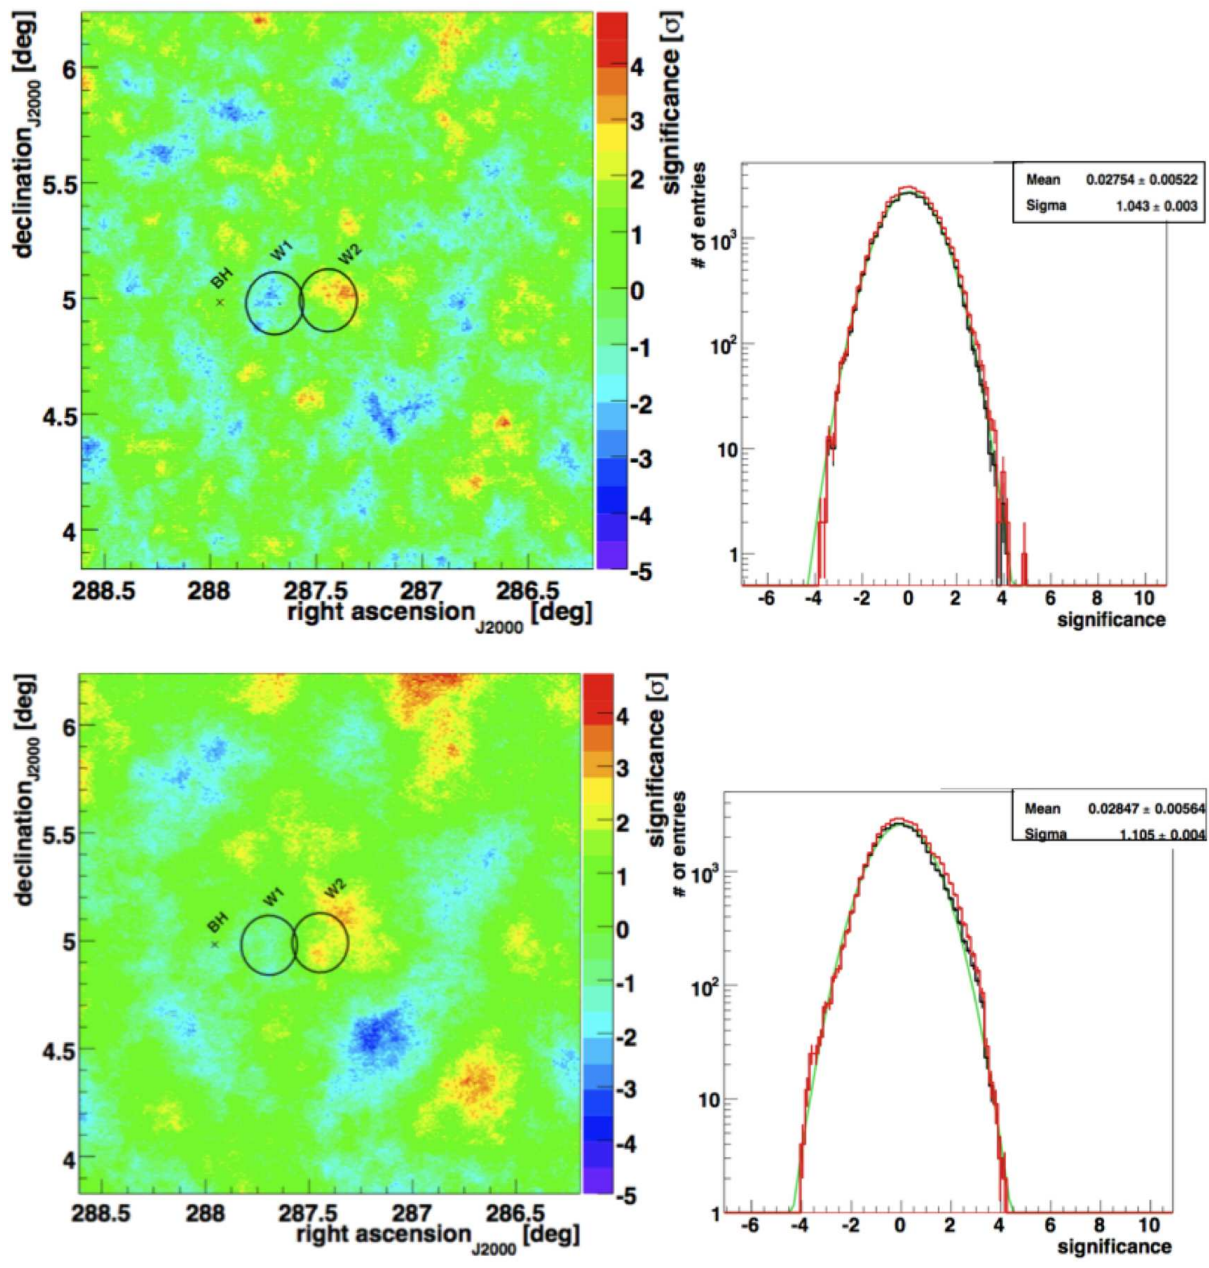 declination J2000 [deg]
6
5.5
5
4.5
4
288.5 288 287.5 287 286.5
right ascension J2000 [deg]
BH
W1
W2
4
3
2
1
0
-1
-2
-3
-4
-5
significance [σ]
# of entries
10³
10²
10
1
-6 -4 -2 0 2 4 6 8 10
significance
Mean 0.02754 ± 0.00522
Sigma 1.043 ± 0.003
declination J2000 [deg]
6
5.5
5
4.5
4
288.5 288 287.5 287 286.5
right ascension J2000 [deg]
BH
W1
W2
4
3
2
1
0
-1
-2
-3
-4
-5
significance [σ]
# of entries
10³
10²
10
1
-6 -4 -2 0 2 4 6 8 10
significance
Mean 0.02847 ± 0.00564
Sigma 1.105 ± 0.004